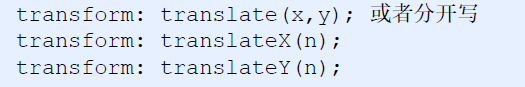 transform: translate(x,y); 或者分开写
transform: translateX(n);
transform: translateY(n);